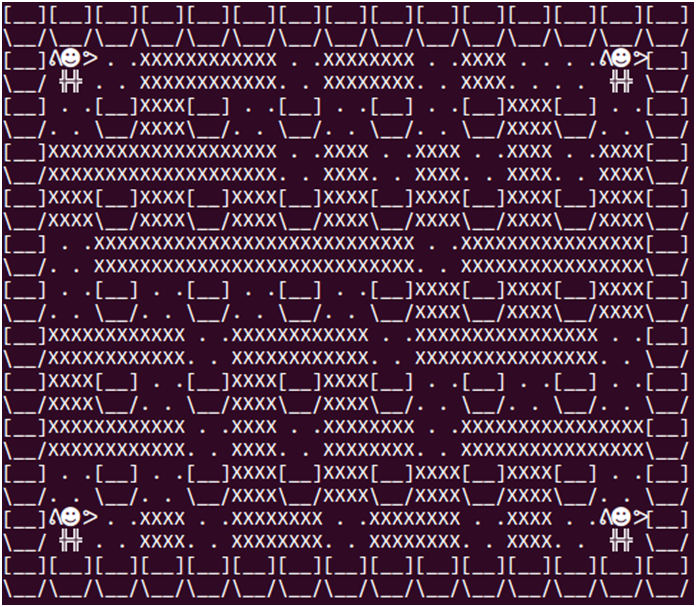 [__][__][__][__][__][__][__][__][__][__][__][__][__][__][__]
\__/\__/\__/\__/\__/\__/\__/\__/\__/\__/\__/\__/\__/\__/\__/
[__]ᕕ☻ᕗ . .XXXXXXXXXXXX . .XXXXXXXX . .XXXX . . . .ᕕ☻ᕗ[__]
\__/ ╬╬ . . XXXXXXXXXXXX. . XXXXXXXX. . XXXX. . . .  ╬╬ \__/
[__] . .[__]XXXX[__] . .[__] . .[__] . .[__]XXXX[__] . .[__]
\__/. . \__/XXXX\__/. . \__/. . \__/. . \__/XXXX\__/. . \__/
[__]XXXXXXXXXXXXXXXXXXXX . .XXXX . .XXXX . .XXXX . .XXXX[__]
\__/XXXXXXXXXXXXXXXXXXXX. . XXXX. . XXXX. . XXXX. . XXXX\__/
[__]XXXX[__]XXXX[__]XXXX[__]XXXX[__]XXXX[__]XXXX[__]XXXX[__]
\__/XXXX\__/XXXX\__/XXXX\__/XXXX\__/XXXX\__/XXXX\__/XXXX\__/
[__] . .XXXXXXXXXXXXXXXXXXXXXXXXXXXX . .XXXXXXXXXXXXXXXX[__]
\__/. . XXXXXXXXXXXXXXXXXXXXXXXXXXXX. . XXXXXXXXXXXXXXXX\__/
[__] . .[__] . .[__] . .[__] . .[__]XXXX[__]XXXX[__]XXXX[__]
\__/. . \__/. . \__/. . \__/. . \__/XXXX\__/XXXX\__/XXXX\__/
[__]XXXXXXXXXXXX . .XXXXXXXXXXXX . .XXXXXXXXXXXXXXXX . .[__]
\__/XXXXXXXXXXXX. . XXXXXXXXXXXX. . XXXXXXXXXXXXXXXX. . \__/
[__]XXXX[__] . .[__]XXXX[__]XXXX[__] . .[__] . .[__] . .[__]
\__/XXXX\__/. . \__/XXXX\__/XXXX\__/. . \__/. . \__/. . \__/
[__]XXXXXXXXXXXX . .XXXX . .XXXXXXXX . .XXXXXXXXXXXXXXXX[__]
\__/XXXXXXXXXXXX. . XXXX. . XXXXXXXX. . XXXXXXXXXXXXXXXX\__/
[__] . .[__] . .[__]XXXX[__]XXXX[__]XXXX[__]XXXX[__] . .[__]
\__/. . \__/. . \__/XXXX\__/XXXX\__/XXXX\__/XXXX\__/. . \__/
[__]ᕕ☻ᕗ . .XXXX . .XXXXXXXX . .XXXXXXXX . .XXXX . .ᕕ☻ᕗ[__]
\__/ ╬╬ . . XXXX. . XXXXXXXX. . XXXXXXXX. . XXXX. .  ╬╬ \__/
[__][__][__][__][__][__][__][__][__][__][__][__][__][__][__]
\__/\__/\__/\__/\__/\__/\__/\__/\__/\__/\__/\__/\__/\__/\__/